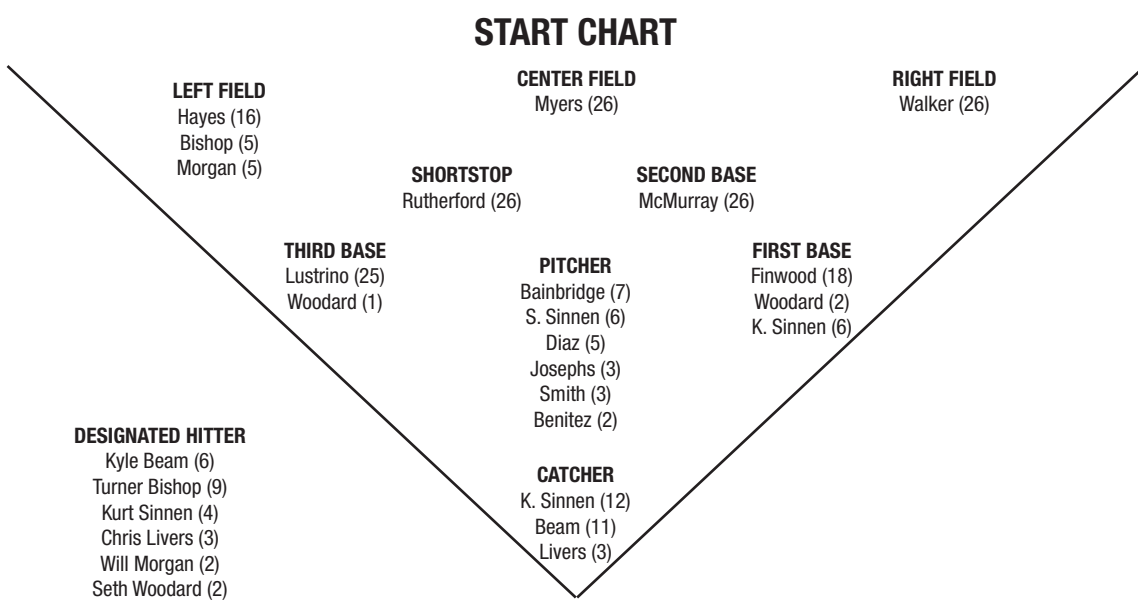 START CHART
LEFT FIELD
Hayes (16)
Bishop (5)
Morgan (5)
CENTER FIELD
Myers (26)
RIGHT FIELD
Walker (26)
SHORTSTOP
Rutherford (26)
SECOND BASE
McMurray (26)
THIRD BASE
Lustrino (25)
Woodard (1)
PITCHER
Bainbridge (7)
S. Sinnen (6)
Diaz (5)
Josephs (3)
Smith (3)
Benitez (2)
FIRST BASE
Finwood (18)
Woodard (2)
K. Sinnen (6)
DESIGNATED HITTER
Kyle Beam (6)
Turner Bishop (9)
Kurt Sinnen (4)
Chris Livers (3)
Will Morgan (2)
Seth Woodard (2)
CATCHER
K. Sinnen (12)
Beam (11)
Livers (3)